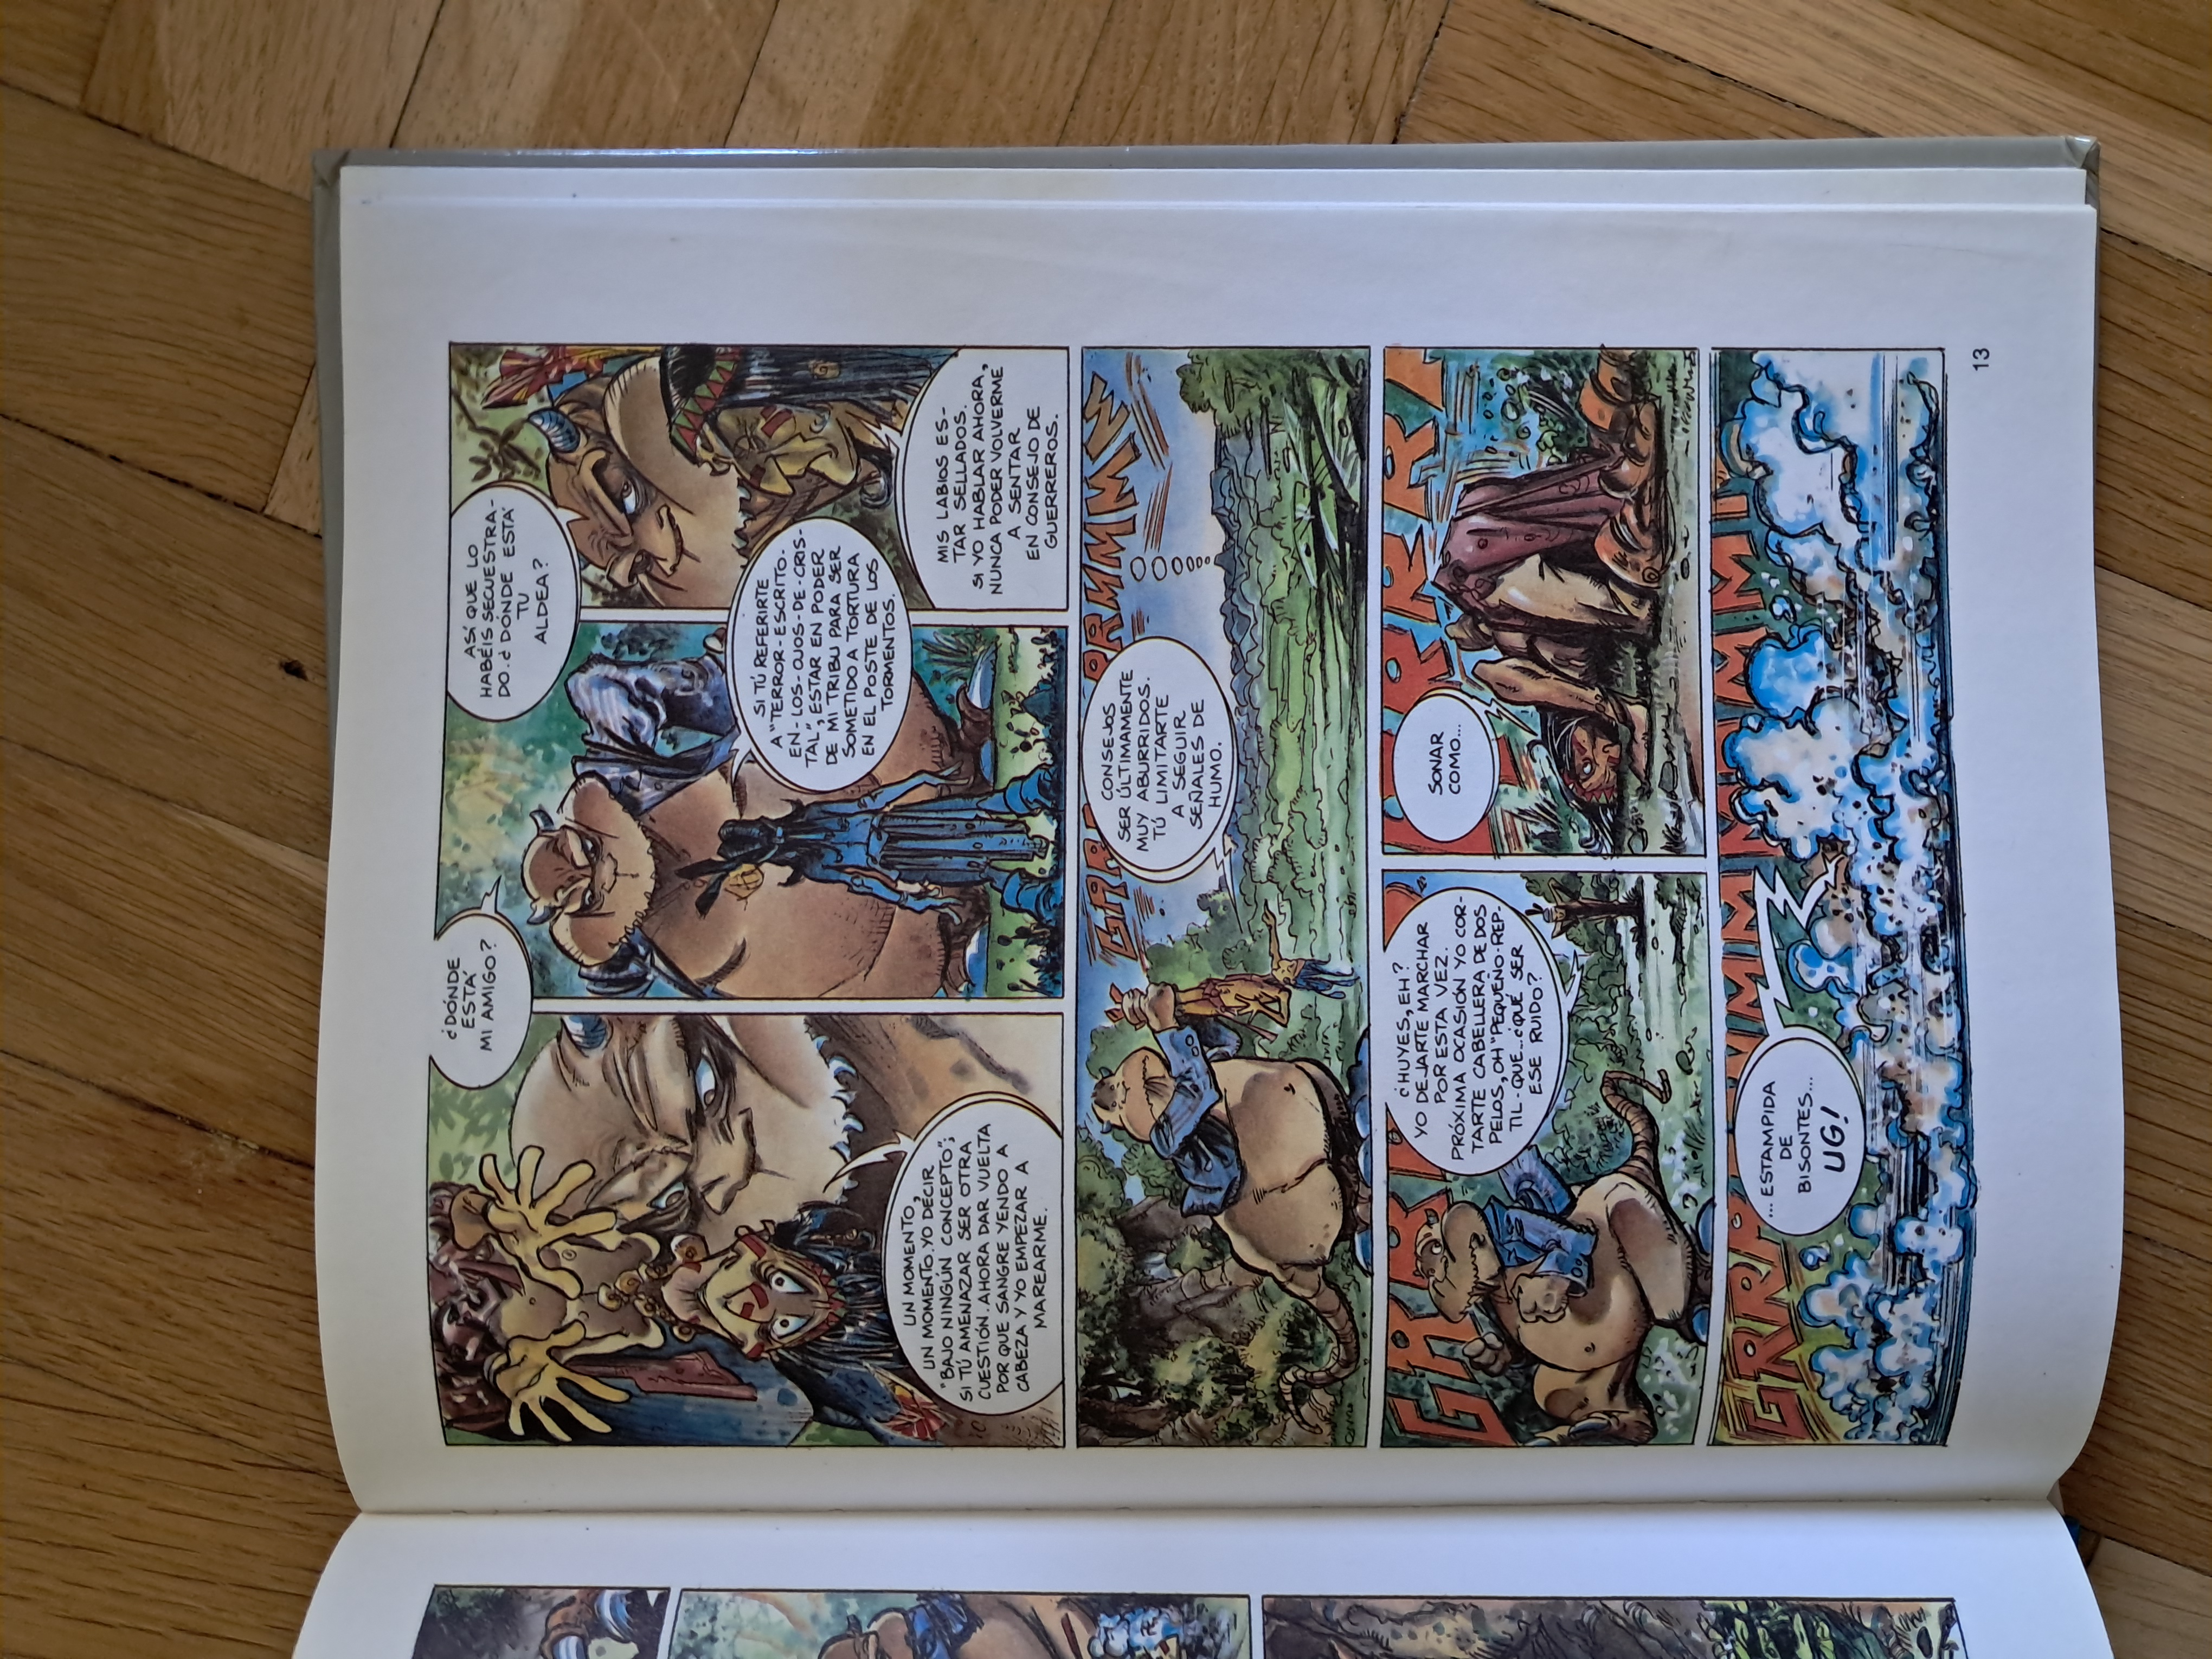 UN MOMENTO,
UN MOMENTO. YO DECIR
"BAJO NINGÚN CONCEPTO";
SI TÚ AMENAZAR SER OTRA
CUESTIÓN. AHORA DAR VUELTA
POR QUE SANGRE YENDO A
CABEZA Y YO EMPEZAR A
MAREARME.
¿DÓNDE
ESTÁ
MI AMIGO?
SI TÚ REFERIRTE
A "TERROR-ESCRITO-
EN-LOS-OJOS-DE-CRIS-
TAL", ESTAR EN PODER
DE MI TRIBU PARA SER
SOMETIDO A TORTURA
EN EL POSTE DE LOS
TORMENTOS.
ASÍ QUE LO
HABÉIS SECUESTRA-
DO. ¿DÓNDE ESTÁ
TU
ALDEA?
MIS LABIOS ES-
TAR SELLADOS.
SI YO HABLAR AHORA,
NUNCA PODER VOLVERME
A SENTAR
EN CONSEJO DE
GUERREROS.
GRR RRMMMM
CONSEJOS
SER ÚLTIMAMENTE
MUY ABURRIDOS.
TÚ LIMITARTE
A SEGUIR
SEÑALES DE
HUMO.
GRRR
¿HUYES, EH?
YO DEJARTE MARCHAR
POR ESTA VEZ.
PRÓXIMA OCASIÓN YO COR-
TARTE CABELLERA DE DOS
PELOS, OH "PEQUEÑO-REP-
TIL-QUE... ¿QUÉ SER
ESE RUIDO?
RRRRR
SONAR
COMO...
GRRR MMMMMMMM
... ESTAMPIDA
DE
BISONTES...
UG!
13